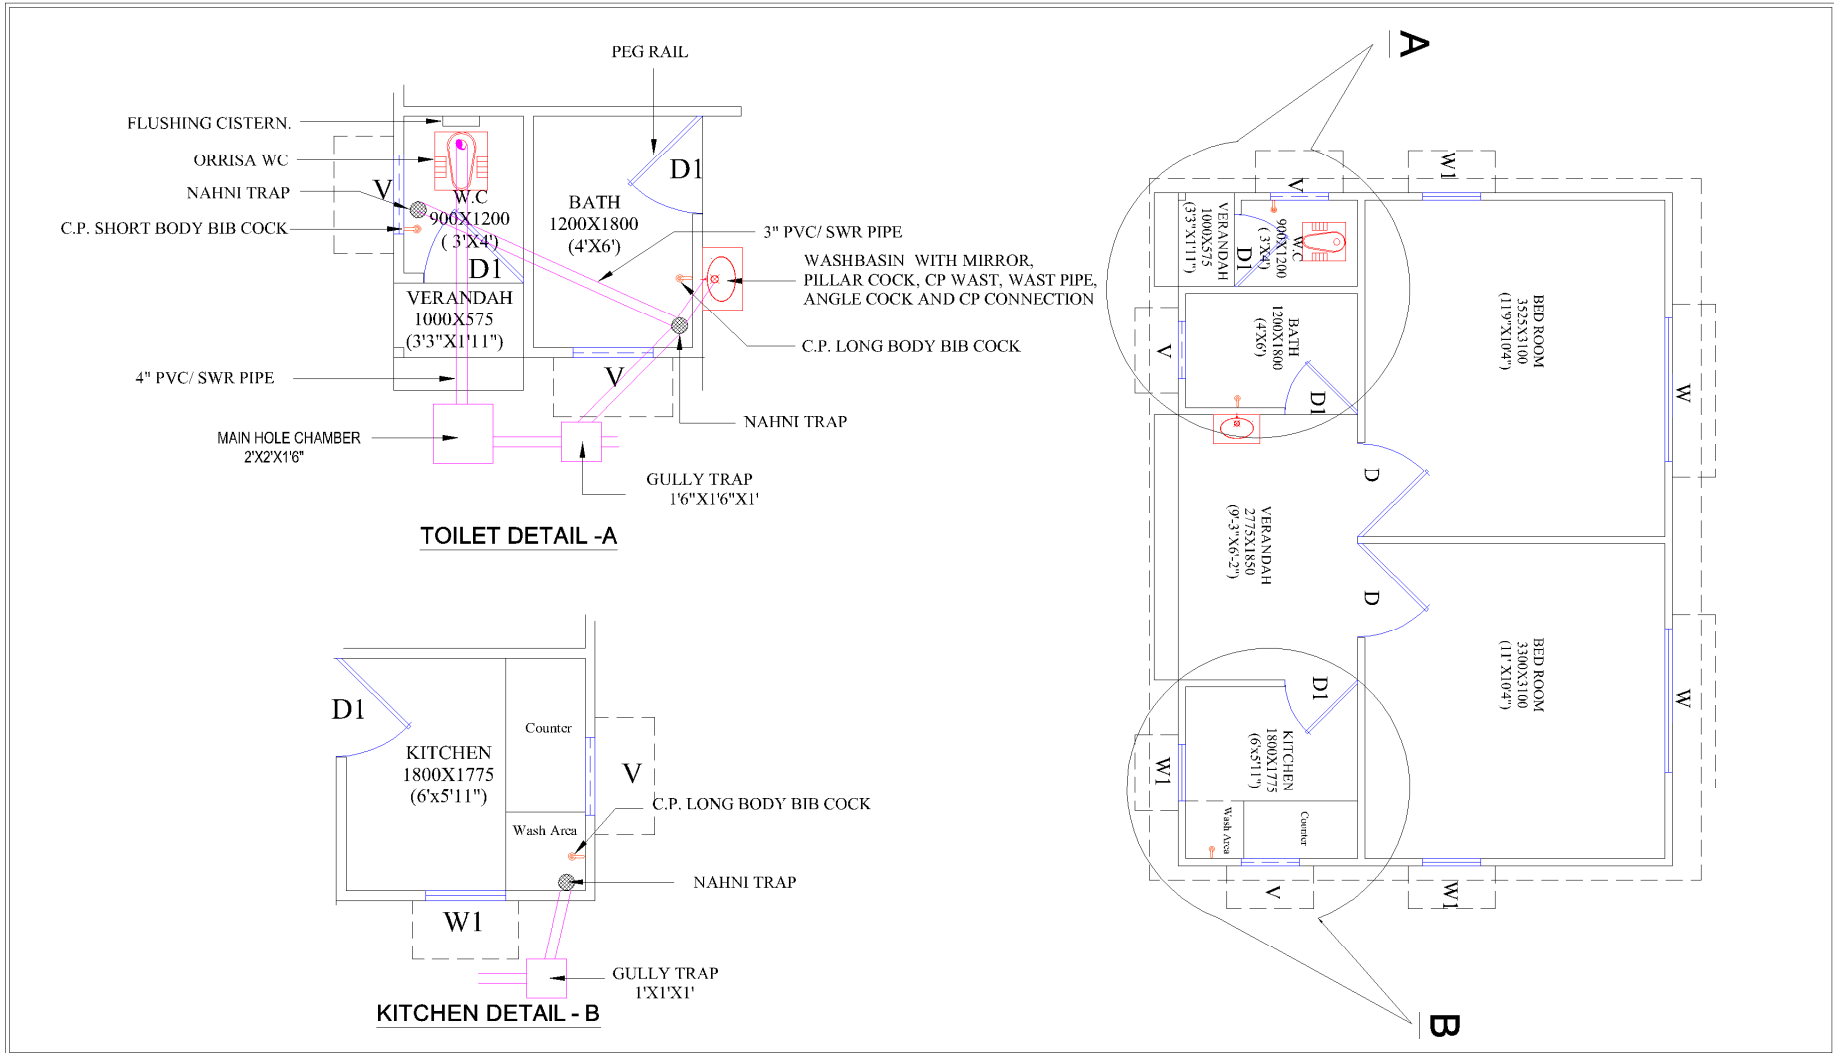 PEG RAIL
FLUSHING CISTERN.
ORRISA WC
NAHNI TRAP
C.P. SHORT BODY BIB COCK
V
W.C
900X1200
( 3'X4')
D1
BATH
1200X1800
(4'X6')
D1
3" PVC/ SWR PIPE
WASHBASIN WITH MIRROR,
PILLAR COCK, CP WAST, WAST PIPE,
ANGLE COCK AND CP CONNECTION
VERANDAH
1000X575
(3'3"X1'11")
C.P. LONG BODY BIB COCK
4" PVC/ SWR PIPE
V
NAHNI TRAP
MAIN HOLE CHAMBER
2'X2'X1'6"
GULLY TRAP
1'6"X1'6"X1'
TOILET DETAIL -A
D1
KITCHEN
1800X1775
(6'x5'11")
Counter
V
C.P. LONG BODY BIB COCK
Wash Area
NAHNI TRAP
W1
GULLY TRAP
1'X1'X1'
KITCHEN DETAIL - B
A
V
W1
VERANDAH
1000X575
(3'3"X1'11")
D1
W.C
900X1200
( 3'X4')
BATH
1200X1800
(4'X6')
V
D1
BED ROOM
3525X3100
(11'9"X10'4")
W
D
VERANDAH
2775X1850
(9'-3"X6'-2")
D
BED ROOM
3300X3100
(11' X10'4")
W
D1
KITCHEN
1800X1775
(6'x5'11")
W1
Wash Area
Counter
V
W1
B